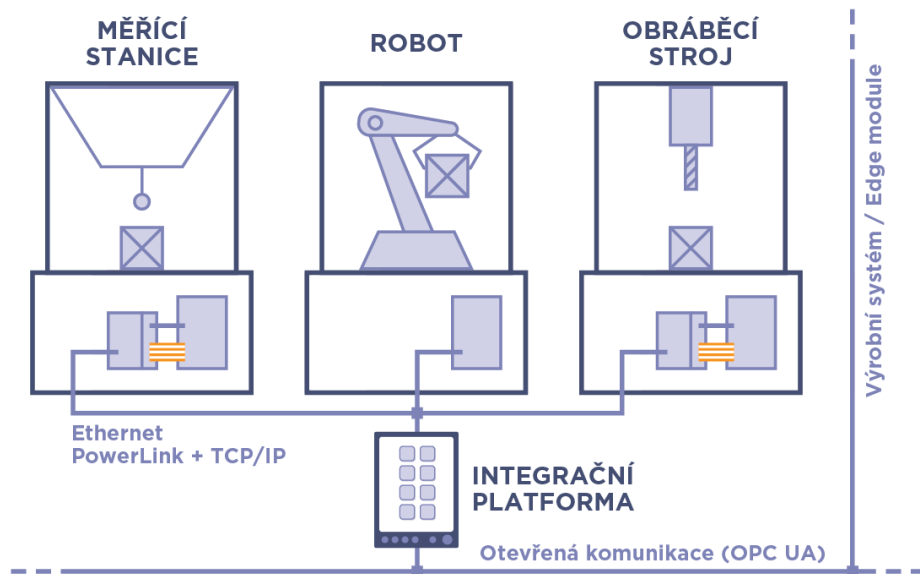 MĚŘÍCÍ
STANICE
ROBOT
OBRÁBĚCÍ
STROJ
Výrobní systém / Edge module
Ethernet
PowerLink + TCP/IP
INTEGRAČNÍ
PLATFORMA
Otevřená komunikace (OPC UA)